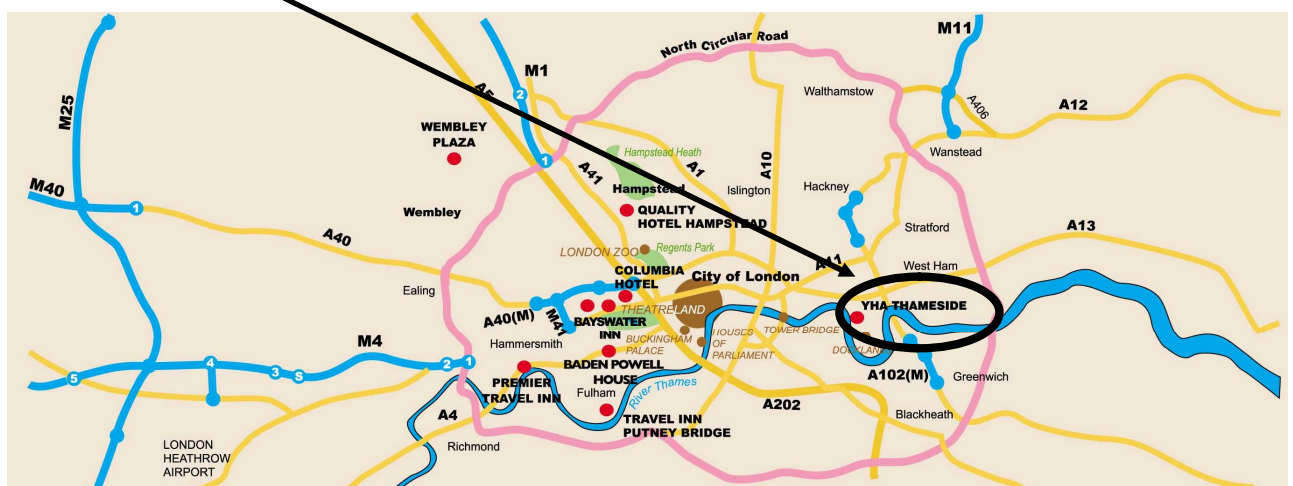 M11
M25
A5
M1
North Circular Road
2
Walthamstow
A406
A12
WEMBLEY
PLAZA
Hampstead Heath
1
Wanstead
M40
1
A41
A1
A10
Hampstead
Islington
Hackney
Wembley
QUALITY
HOTEL HAMPSTEAD
A40
Stratford
A13
LONDON ZOO
Regents Park
A11
West Ham
COLUMBIA
HOTEL
City of London
Ealing
THEATRELAND
YHA THAMESIDE
A40(M)
M41
BAYSWATER
INN
TOWER BRIDGE
Hammersmith
BUCKINGHAM
PALACE
HOUSES
OF
PARLIAMENT
M4
4
3
S
2
1
5
BADEN POWELL
HOUSE
A102(M)
Greenwich
PREMIER
TRAVEL INN
Fulham
River Thames
A202
A4
Blackheath
TRAVEL INN
PUTNEY BRIDGE
Richmond
LONDON
HEATHROW
AIRPORT